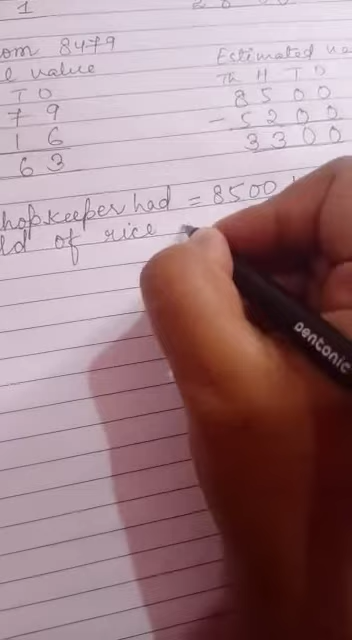 1
om 8479
l value
Estimated
T O
Th H T O
7 9
8 5 0 0
1 6
- 5 2 0 0
6 3
3 3 0 0
hopkeeper had = 8500
ld of rice
Pentonic